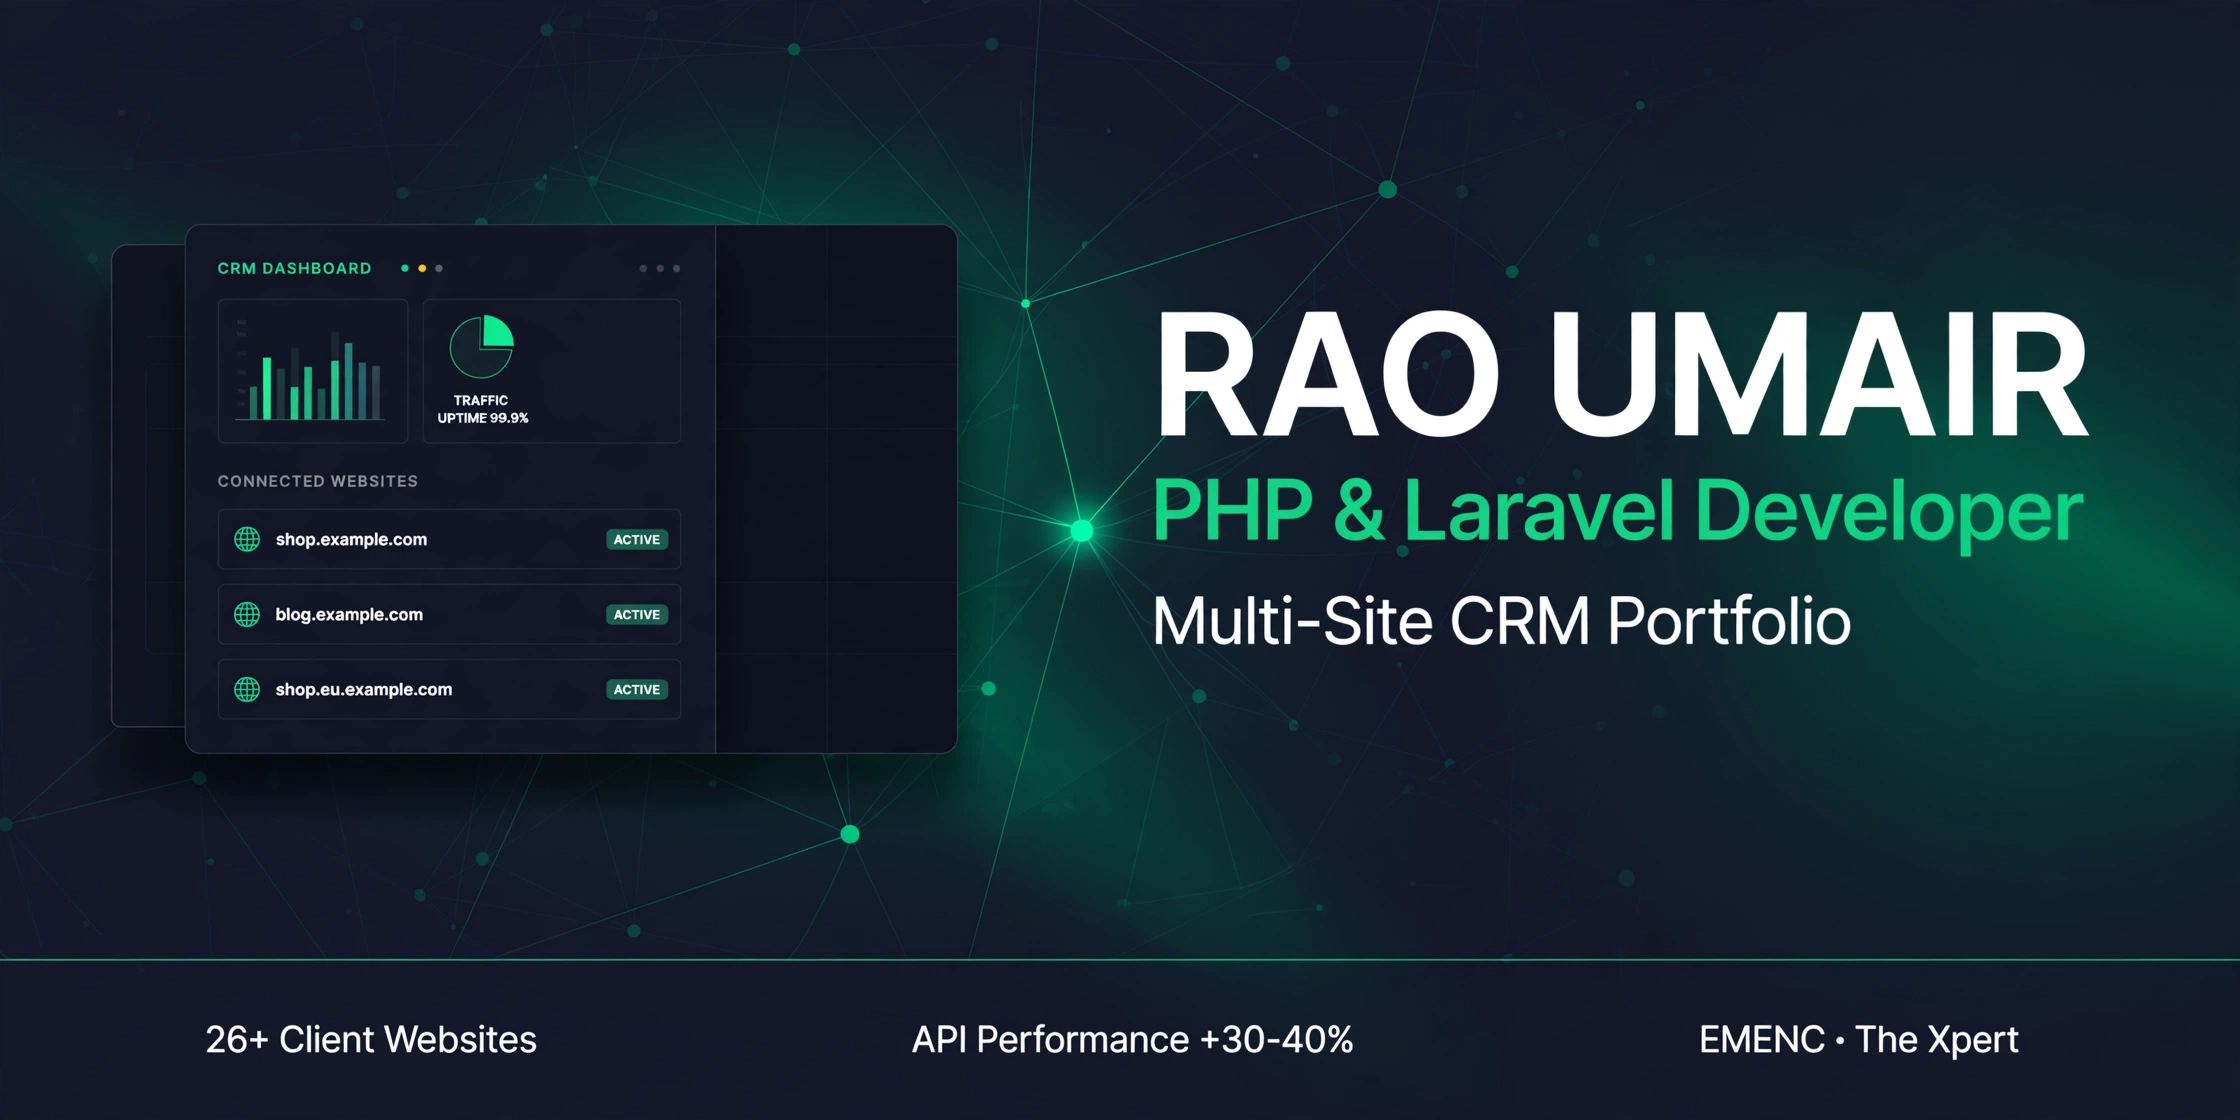 CRM DASHBOARD
TRAFFIC
UPTIME 99.9%
CONNECTED WEBSITES
shop.example.com
ACTIVE
blog.example.com
ACTIVE
shop.eu.example.com
ACTIVE
RAO UMAIR
PHP & Laravel Developer
Multi-Site CRM Portfolio
26+ Client Websites
API Performance +30-40%
EMENC • The Xpert